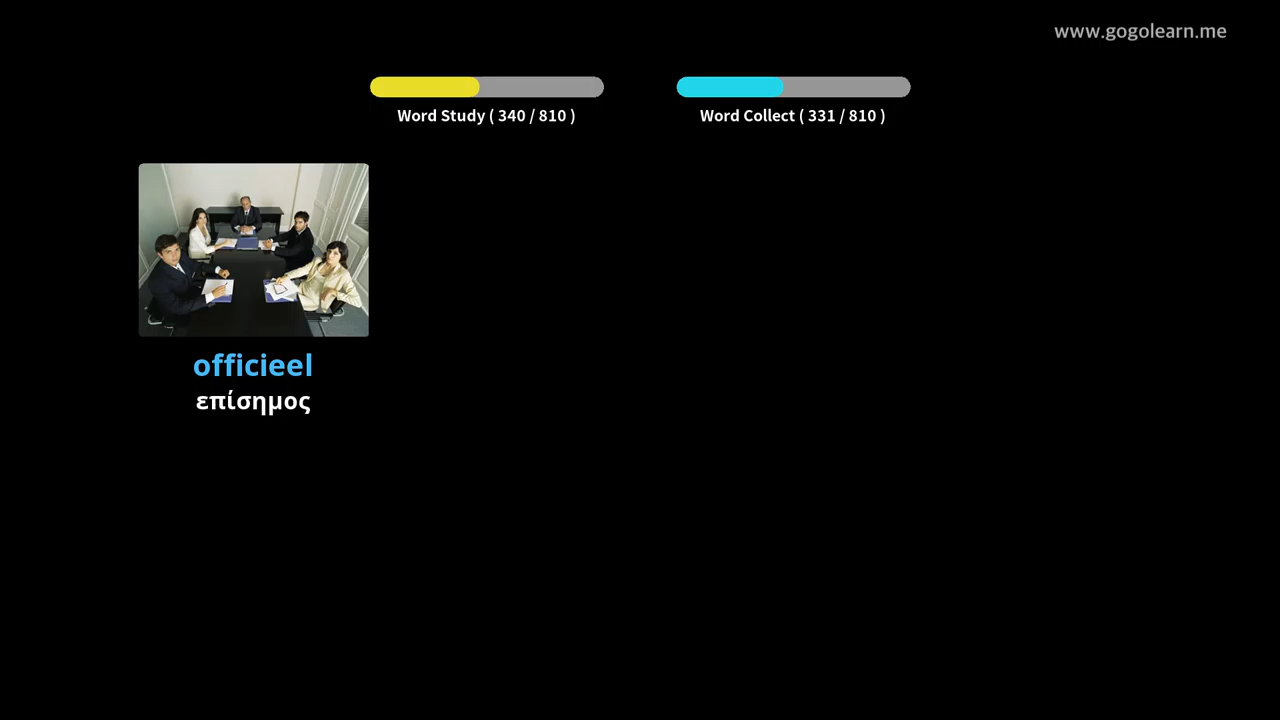 www.gogolearn.me
Word Study ( 340 / 810 )
Word Collect ( 331 / 810 )
officieel
επίσημος